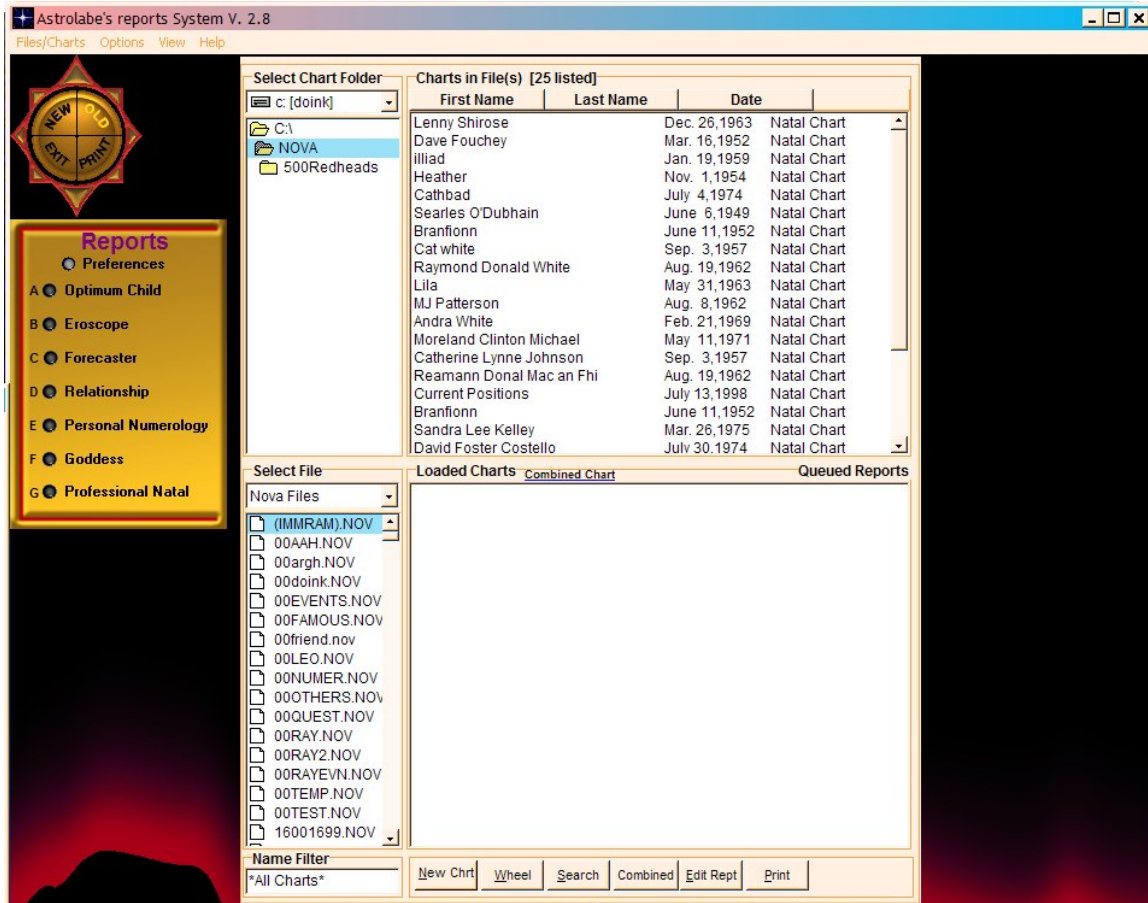 Astrolabe's reports System V. 2.8
Files/Charts Options View Help
NEW OLD
EXIT PRINT
Reports
Preferences
A Optimum Child
B Eroscope
C Forecaster
D Relationship
E Personal Numerology
F Goddess
G Professional Natal
Select Chart Folder
c: [doink]
C:\
NOVA
500Redheads
Charts in File(s) [25 listed]
First Name Last Name Date
Lenny Shirose Dec. 26,1963 Natal Chart
Dave Fouchey Mar. 16,1952 Natal Chart
illiad Jan. 19,1959 Natal Chart
Heather Nov. 1,1954 Natal Chart
Cathbad July 4,1974 Natal Chart
Searles O'Dubhain June 6,1949 Natal Chart
Branfionn June 11,1952 Natal Chart
Cat white Sep. 3,1957 Natal Chart
Raymond Donald White Aug. 19,1962 Natal Chart
Lila May 31,1963 Natal Chart
MJ Patterson Aug. 8,1962 Natal Chart
Andra White Feb. 21,1969 Natal Chart
Moreland Clinton Michael May 11,1971 Natal Chart
Catherine Lynne Johnson Sep. 3,1957 Natal Chart
Reamann Donal Mac an Fhi Aug. 19,1962 Natal Chart
Current Positions July 13,1998 Natal Chart
Branfionn June 11,1952 Natal Chart
Sandra Lee Kelley Mar. 26,1975 Natal Chart
David Foster Costello July 30,1974 Natal Chart
Select File
Nova Files
(IMMRAM).NOV
00AAH.NOV
00argh.NOV
00doink.NOV
00EVENTS.NOV
00FAMOUS.NOV
00friend.nov
00LEO.NOV
00NUMER.NOV
00OTHERS.NOV
00QUEST.NOV
00RAY.NOV
00RAY2.NOV
00RAYEVN.NOV
00TEMP.NOV
00TEST.NOV
16001699.NOV
Name Filter
*All Charts*
Loaded Charts Combined Chart Queued Reports
New Chrt Wheel Search Combined Edit Rept Print